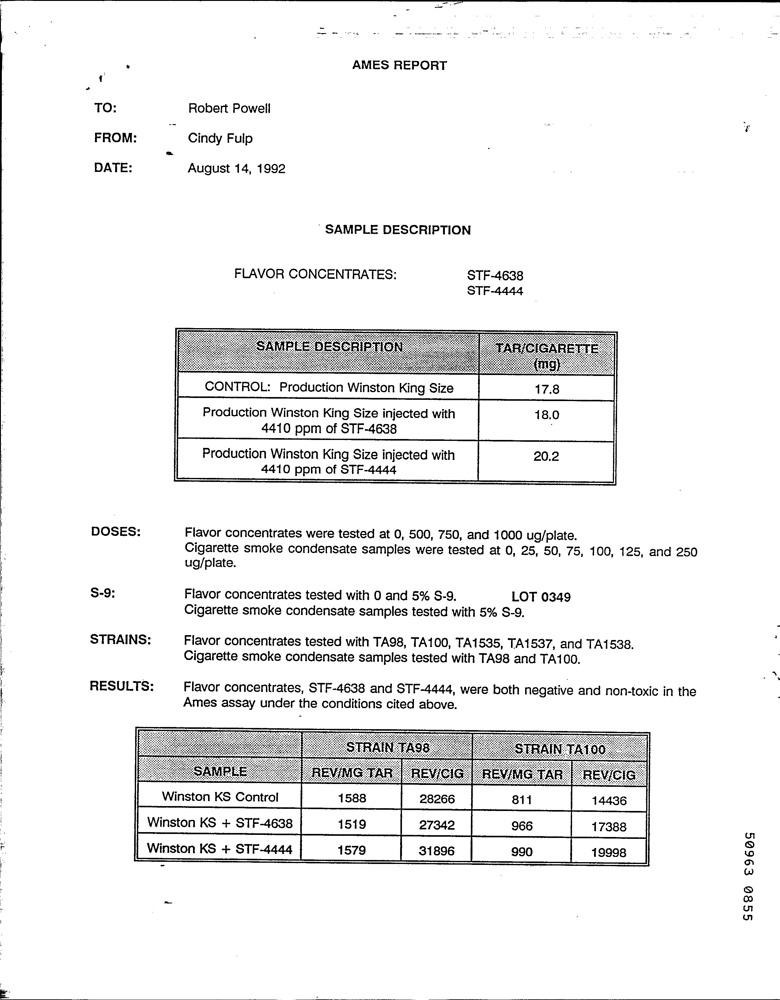 AMES REPORT
TO: Robert Powell
FROM: Cindy Fulp
DATE: August 14, 1992
SAMPLE DESCRIPTION
FLAVOR CONCENTRATES: STF-4638
STF-4444
SAMPLE DESCRIPTION TAR/CIGARETTE
(mg)
CONTROL: Production Winston King Size 17.8
Production Winston King Size injected with 18.0
4410 ppm of STF-4638
Production Winston King Size injected with 20.2
4410 ppm of STF-4444
DOSES: Flavor concentrates were tested at 0, 500, 750, and 1000 ug/plate.
Cigarette smoke condensate samples were tested at 0, 25, 50, 75, 100, 125, and 250
ug/plate.
S-9: Flavor concentrates tested with 0 and 5% S-9. LOT 0349
Cigarette smoke condensate samples tested with 5% S-9.
STRAINS: Flavor concentrates tested with TA98, TA100, TA1535, TA1537, and TA1538.
Cigarette smoke condensate samples tested with TA98 and TA100.
RESULTS: Flavor concentrates, STF-4638 and STF-4444, were both negative and non-toxic in the
Ames assay under the conditions cited above.
STRAIN TA98 STRAIN TA100
SAMPLE REV/MG TAR REV/CIG REV/MG TAR REV/CIG
Winston KS Control 1588 28266 811 14436
Winston KS + STF-4638 1519 27342 966 17388
Winston KS + STF-4444 1579 31896 990 19998
50963 0855